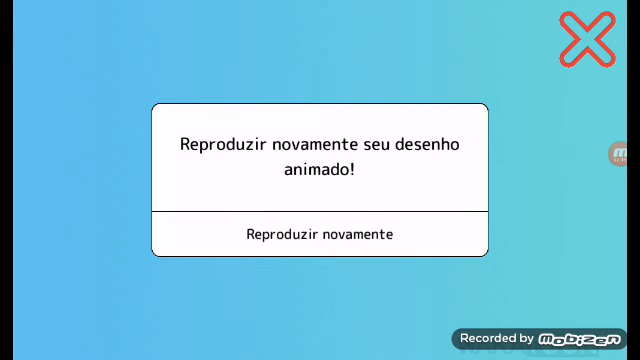 Reproduzir novamente seu desenho
animado!
Reproduzir novamente
Recorded by mobizen